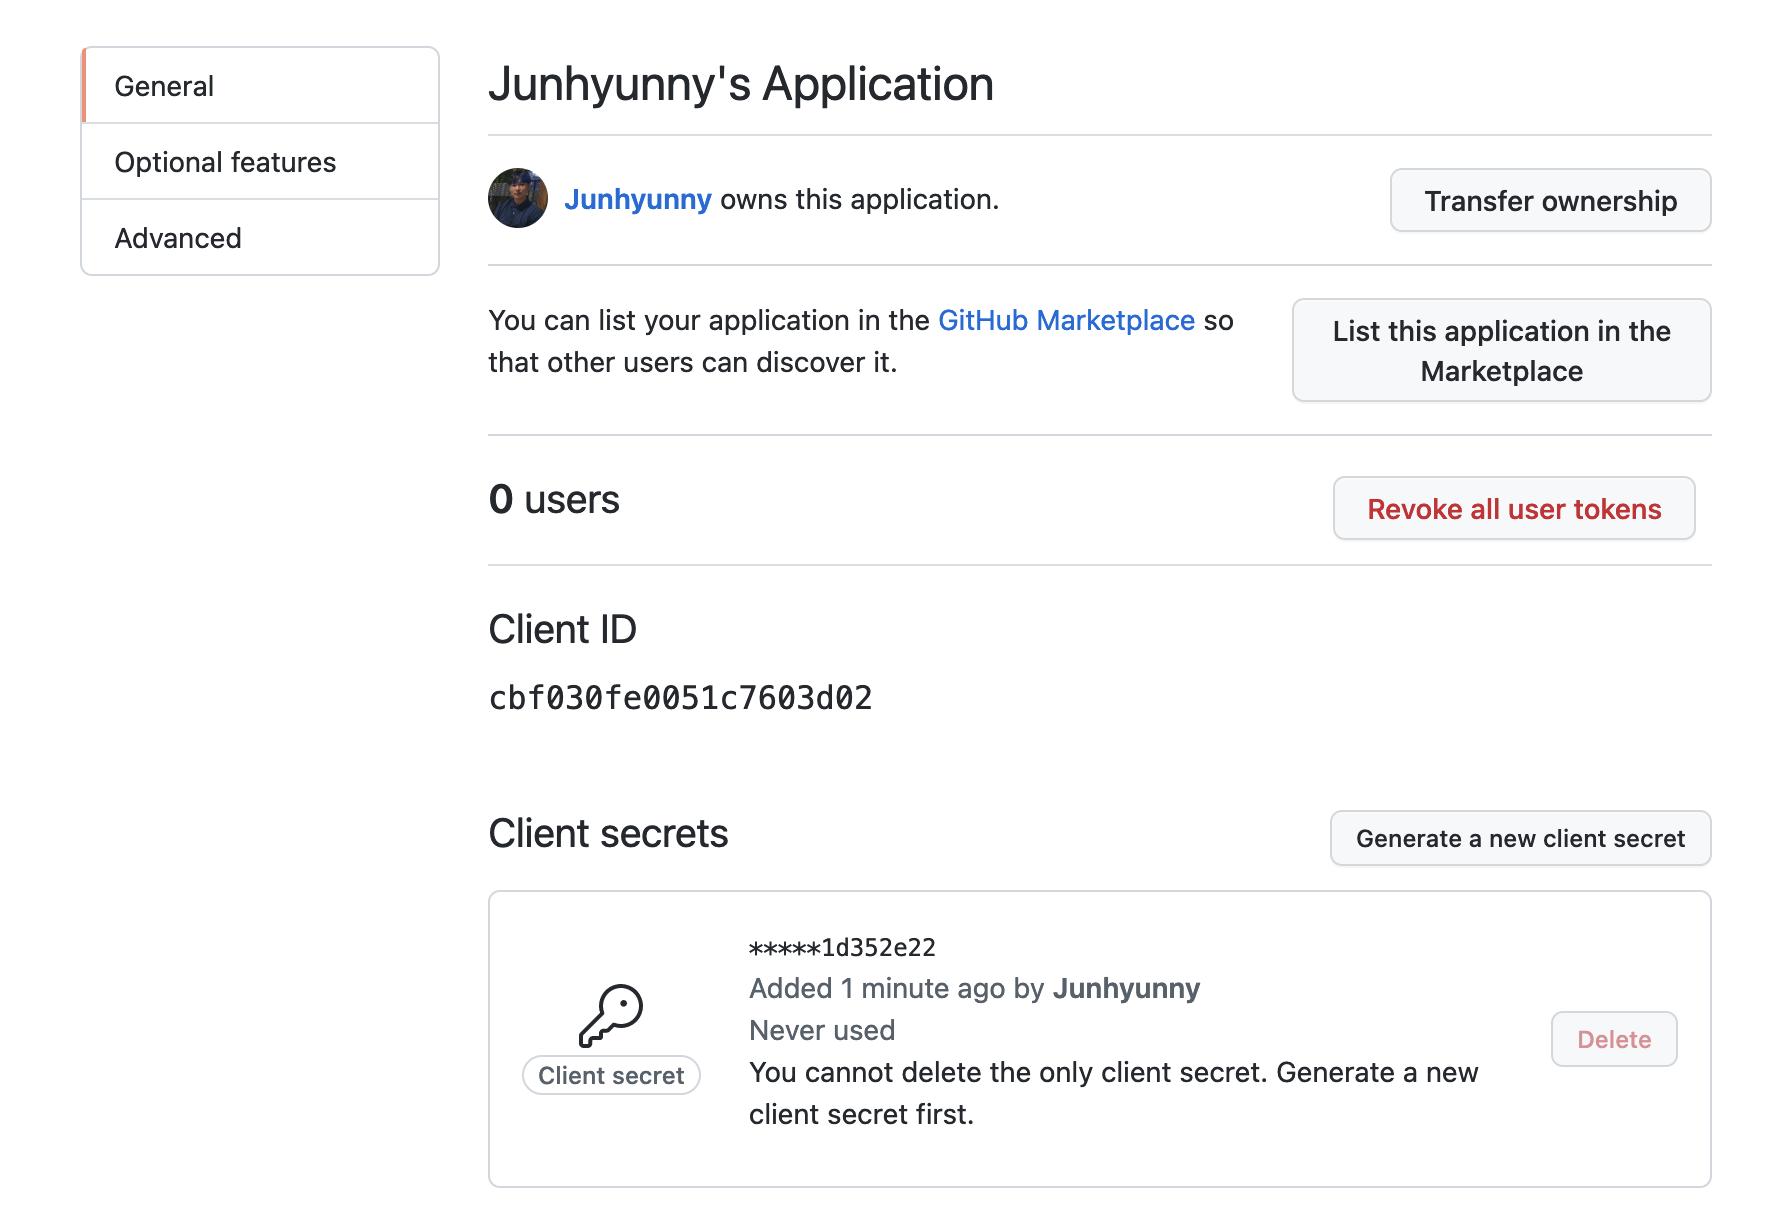 General
Optional features
Advanced
Junhyunny's Application
Junhyunny owns this application.
Transfer ownership
You can list your application in the GitHub Marketplace so
that other users can discover it.
List this application in the
Marketplace
0 users
Revoke all user tokens
Client ID
cbf030fe0051c7603d02
Client secrets
Generate a new client secret
*****1d352e22
Added 1 minute ago by Junhyunny
Never used
You cannot delete the only client secret. Generate a new
client secret first.
Client secret
Delete